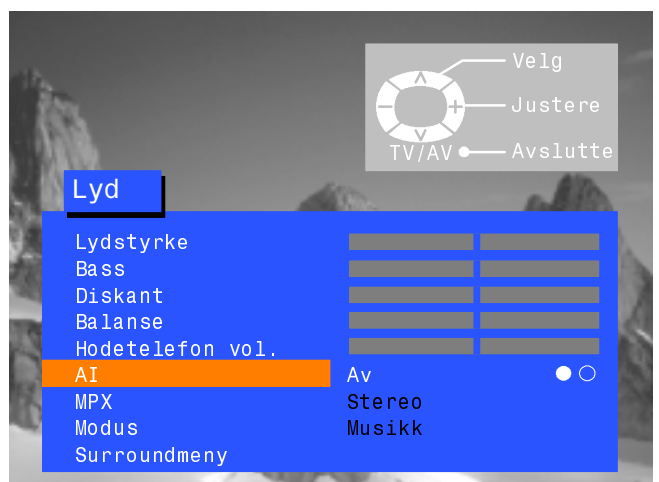 Velg
Justere
TV/AV Avslutte
Lyd
Lydstyrke
Bass
Diskant
Balanse
Hodetelefon vol.
AI Av
MPX Stereo
Modus Musikk
Surroundmeny